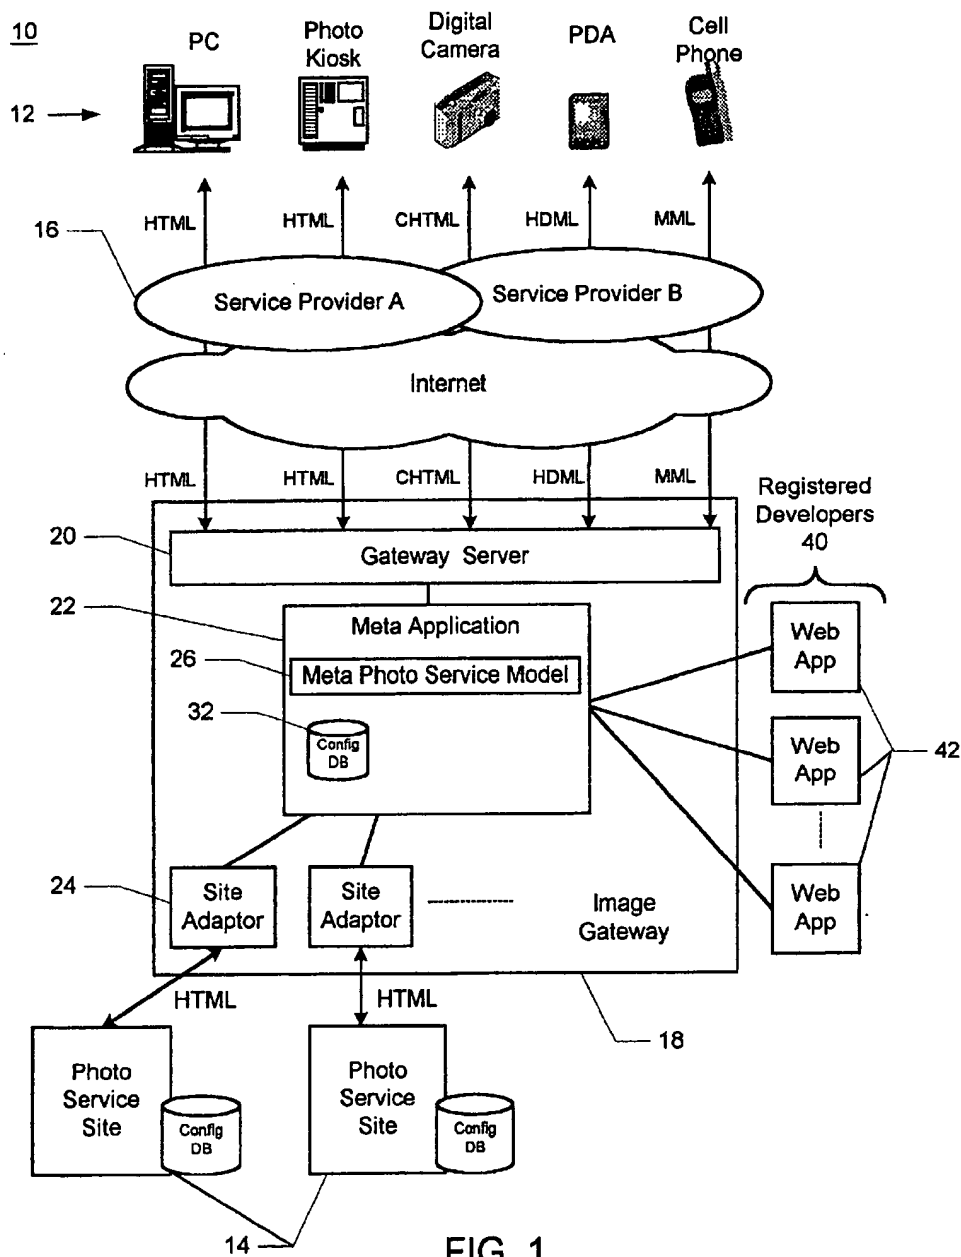 10
PC
Photo
Kiosk
Digital
Camera
PDA
Cell
Phone
12
HTML
HTML
CHTML
HDML
MML
16
Service Provider A
Service Provider B
Internet
HTML
HTML
CHTML
HDML
MML
Registered
Developers
40
20
Gateway Server
22
Meta Application
26
Meta Photo Service Model
32
Config
DB
Web
App
Web
App
42
Web
App
24
Site
Adaptor
Site
Adaptor
Image
Gateway
HTML
HTML
18
Photo
Service
Site
Config
DB
Photo
Service
Site
Config
DB
14
FIG. 1